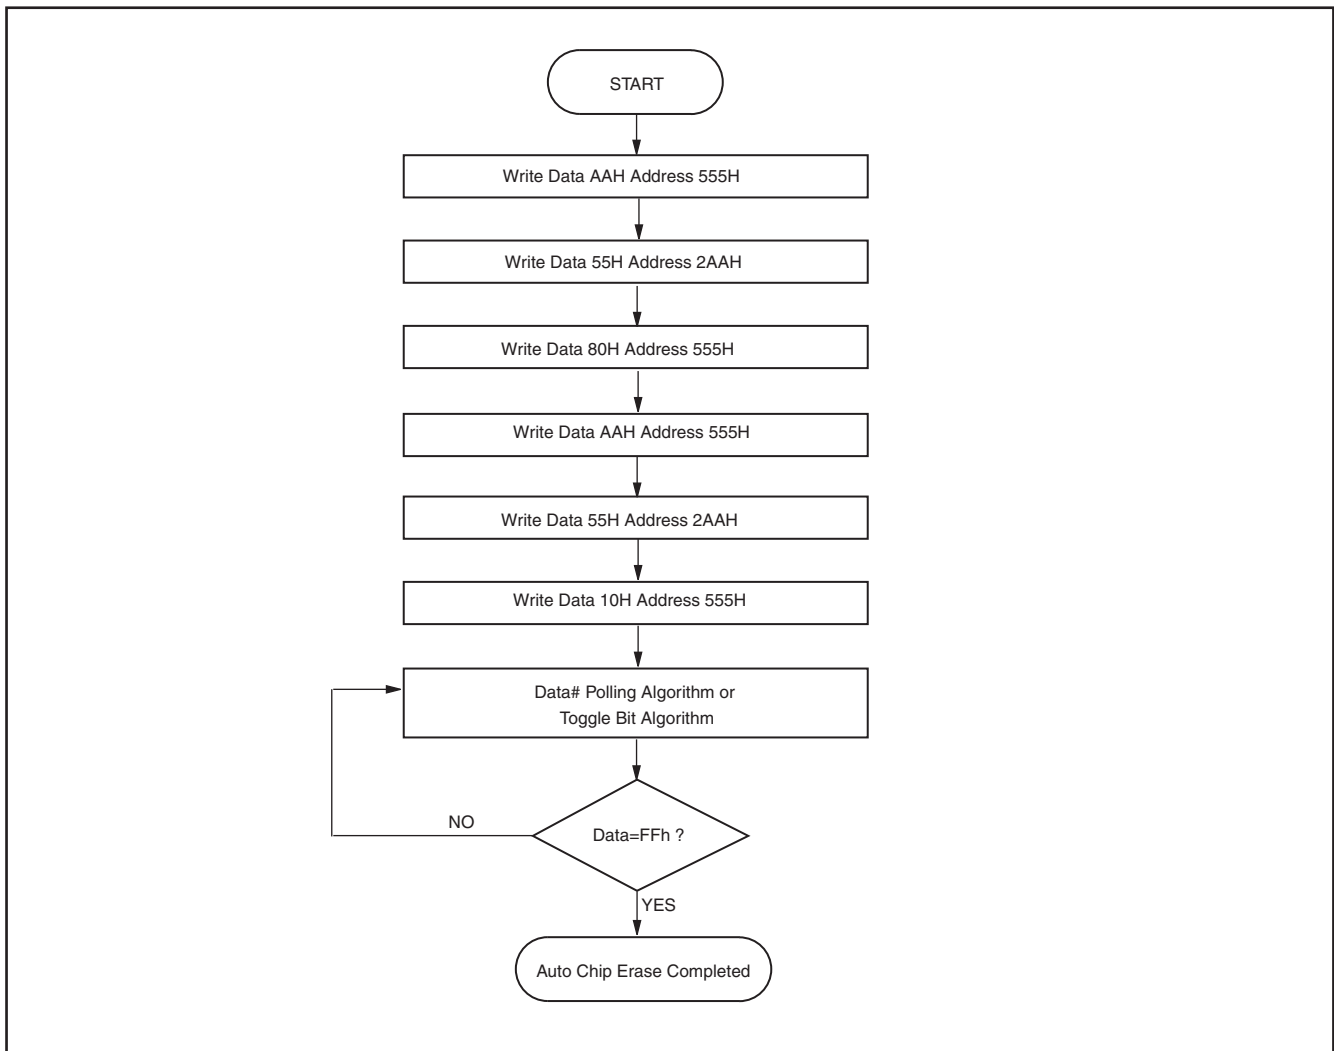 START
Write Data AAH Address 555H
Write Data 55H Address 2AAH
Write Data 80H Address 555H
Write Data AAH Address 555H
Write Data 55H Address 2AAH
Write Data 10H Address 555H
Data# Polling Algorithm or
Toggle Bit Algorithm
NO
Data=FFh ?
YES
Auto Chip Erase Completed